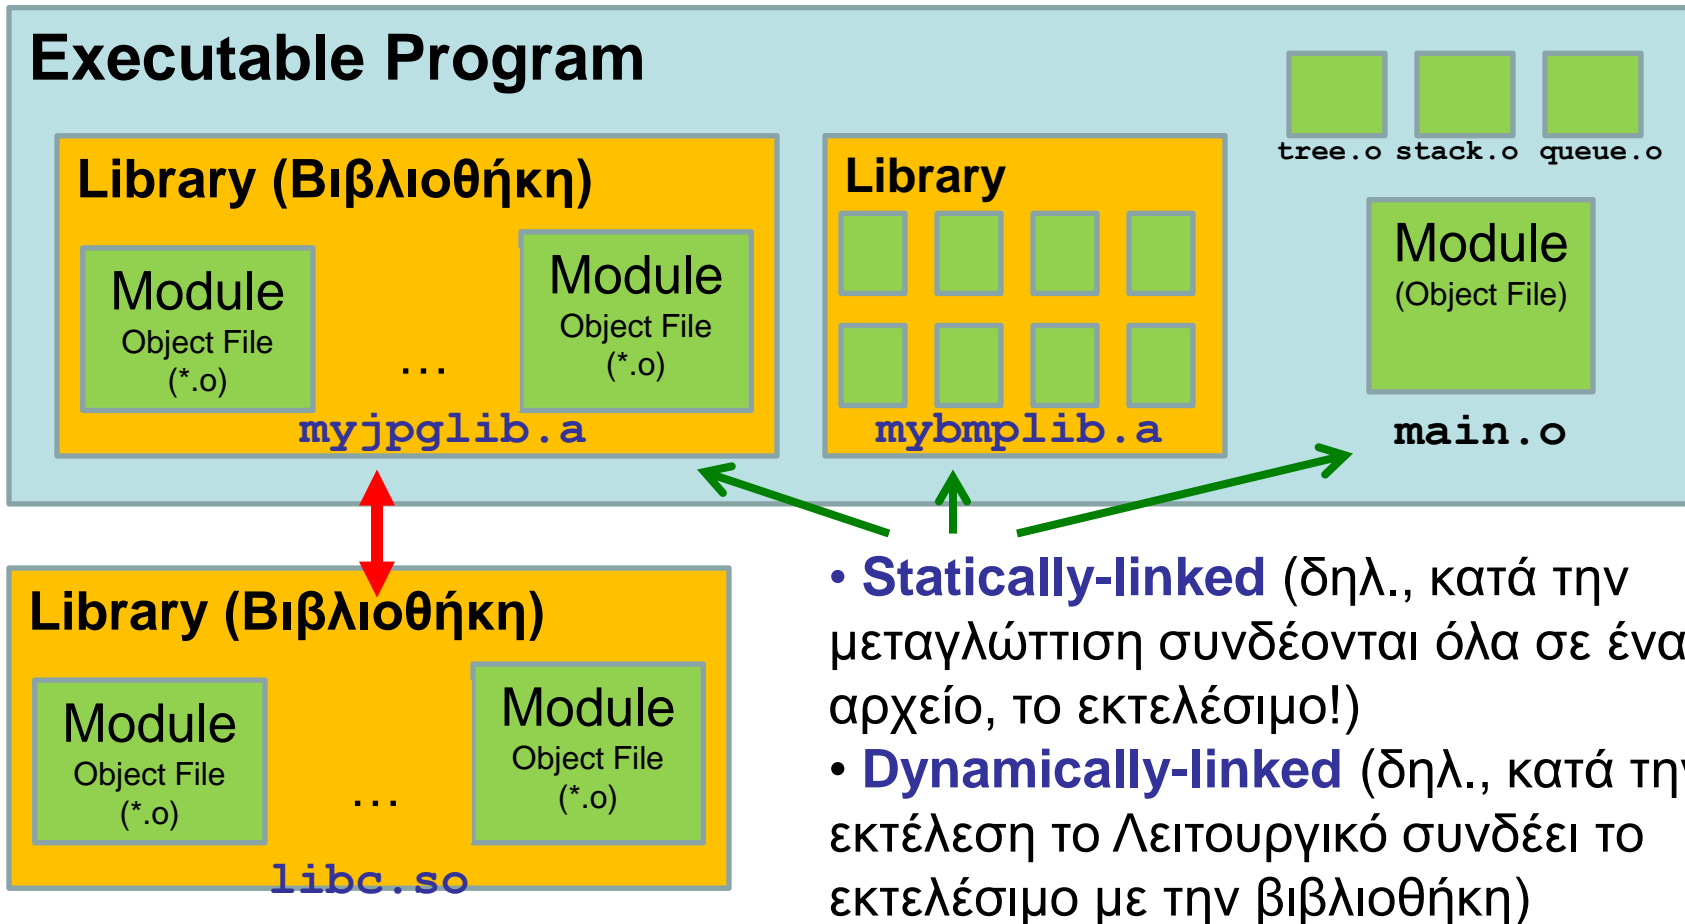 Executable Program
Library (Βιβλιοθήκη)
Module
Object File
(*.o)
...
Module
Object File
(*.o)
myjpglib.a
Library
mybmplib.a
tree.o stack.o queue.o
Module
(Object File)
main.o
Library (Βιβλιοθήκη)
Module
Object File
(*.o)
...
Module
Object File
(*.o)
libc.so
• Statically-linked (δηλ., κατά την
μεταγλώττιση συνδέονται όλα σε ένα
αρχείο, το εκτελέσιμο!)
• Dynamically-linked (δηλ., κατά την
εκτέλεση το Λειτουργικό συνδέει το
εκτελέσιμο με την βιβλιοθήκη)